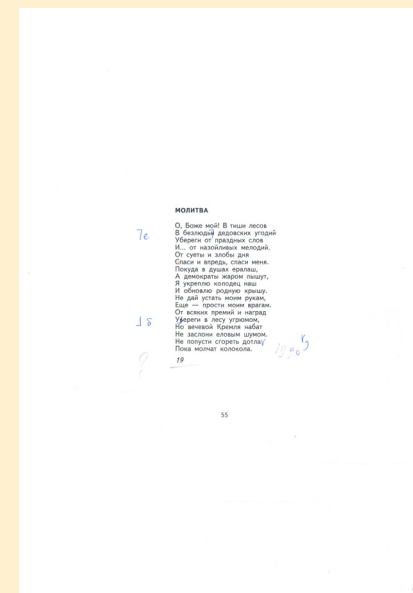 МОЛИТВА
О, Боже мой! В тиши лесов
В безлюдьи дедовских угодий
Убереги от праздных слов
И... от назойливых мелодий.
От суеты и злобы дня
Спаси и впредь, спаси меня.
Покуда в душах ералаш,
А демократы жаром пышут,
Я укреплю колодец наш
И обновлю родную крышу.
Не дай устать моим рукам,
Еще — прости моим врагам.
От всяких премий и наград
Убереги в лесу угрюмом,
Но вечевой Кремля набат
Не заслони еловым шумом.
Не попусти сгореть дотла,
Пока молчат колокола.
19
55